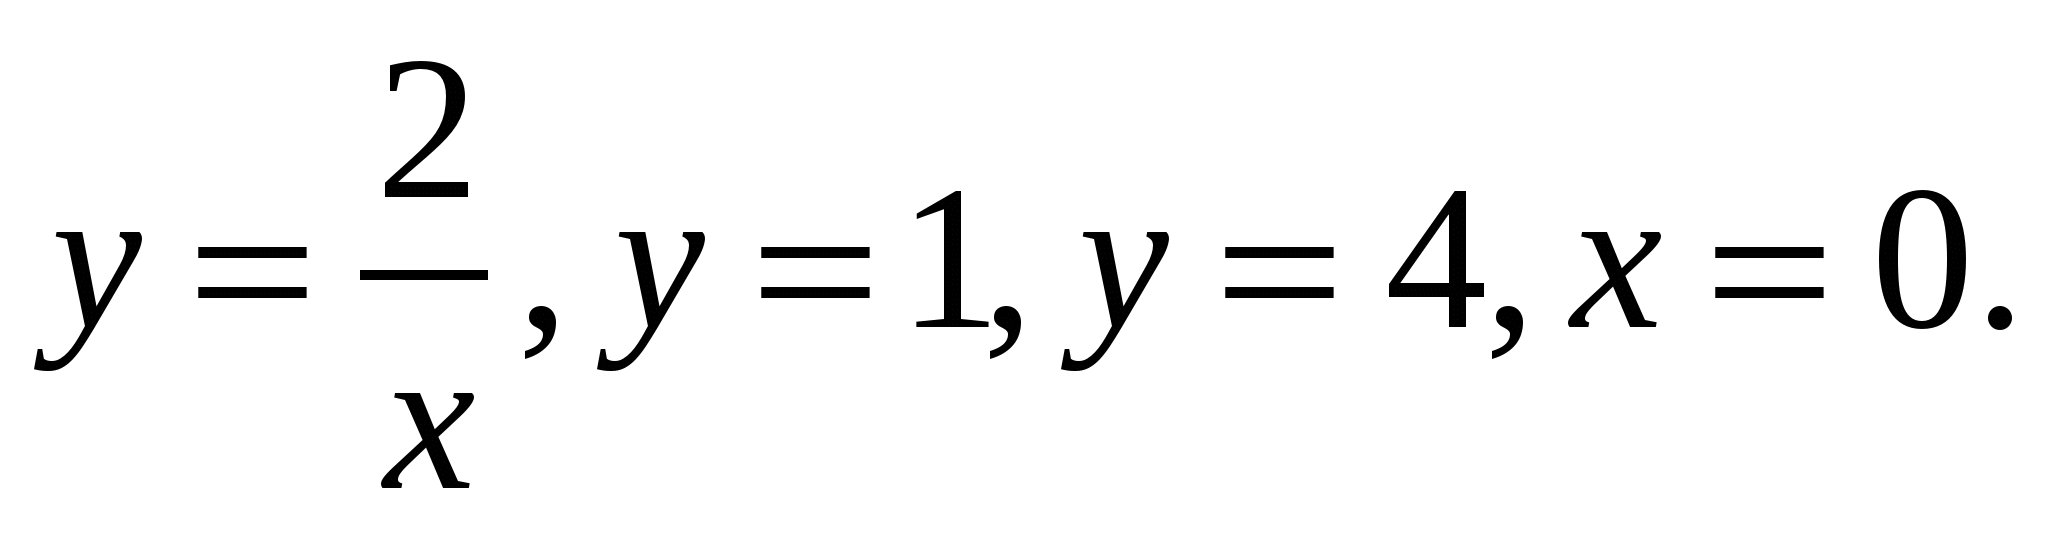 y = 2/x, y = 1, y = 4, x = 0.